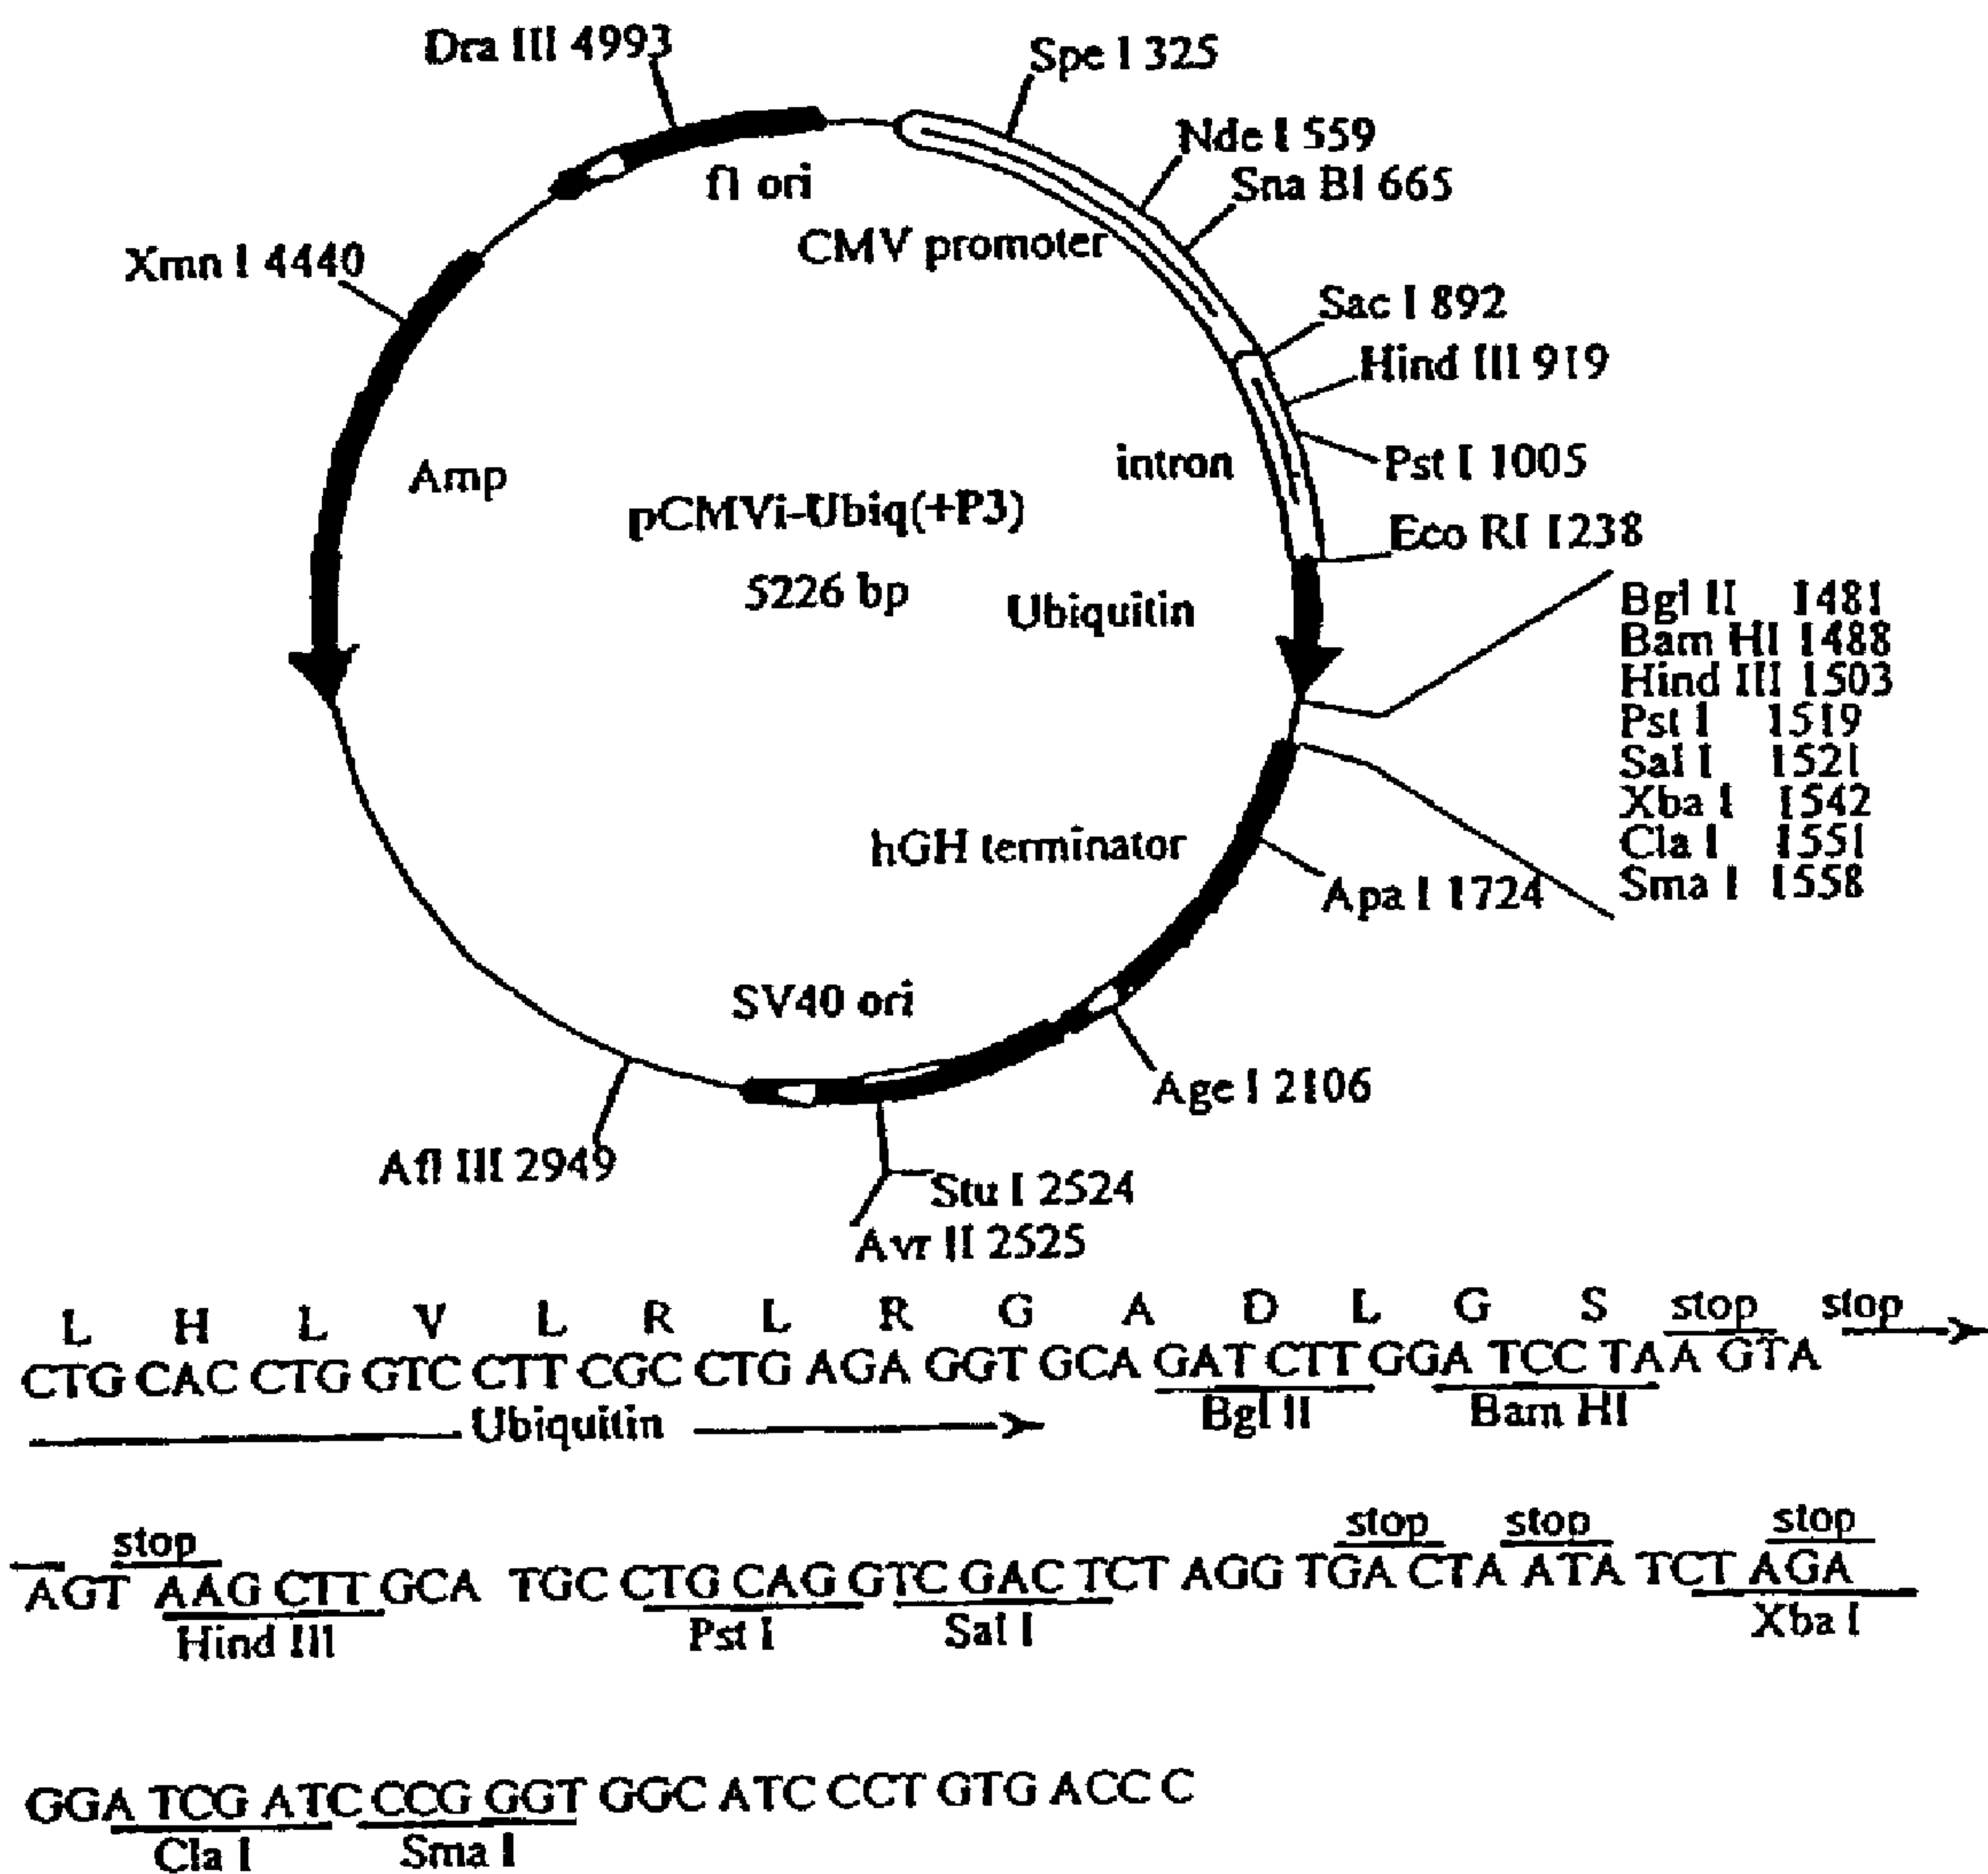 Dra III 4993
Spe I 325
Nde I 559
Sna BI 665
f1 ori
CMV promoter
Xmn I 4440
Sac I 892
Hind III 919
intron
Pst I 1005
Amp
pCMVi-Ubiq(+P3)
5226 bp
Eco RI 1238
Ubiquitin
Bgl II 1481
Bam HI 1488
Hind III 1503
Pst I 1519
Sal I 1521
Xba I 1542
Cla I 1551
Sma I 1558
hGH terminator
Apa I 1724
SV40 ori
Age I 2106
Afl III 2949
Stu I 2524
Avr II 2525
L H L V L R L R G A D L G S stop stop
CTG CAC CTG GTC CTT CGC CTG AGA GGT GCA GAT CTT GGA TCC TAA GTA
Ubiquitin Bgl II Bam HI
stop stop stop stop
AGT AAG CTT GCA TGC CTG CAG GTC GAC TCT AGG TGA CTA ATA TCT AGA
Hind III Pst I Sal I Xba I
GGA TCG ATC CCG GGT GGC ATC CCT GTG ACC C
Cla I Sma I